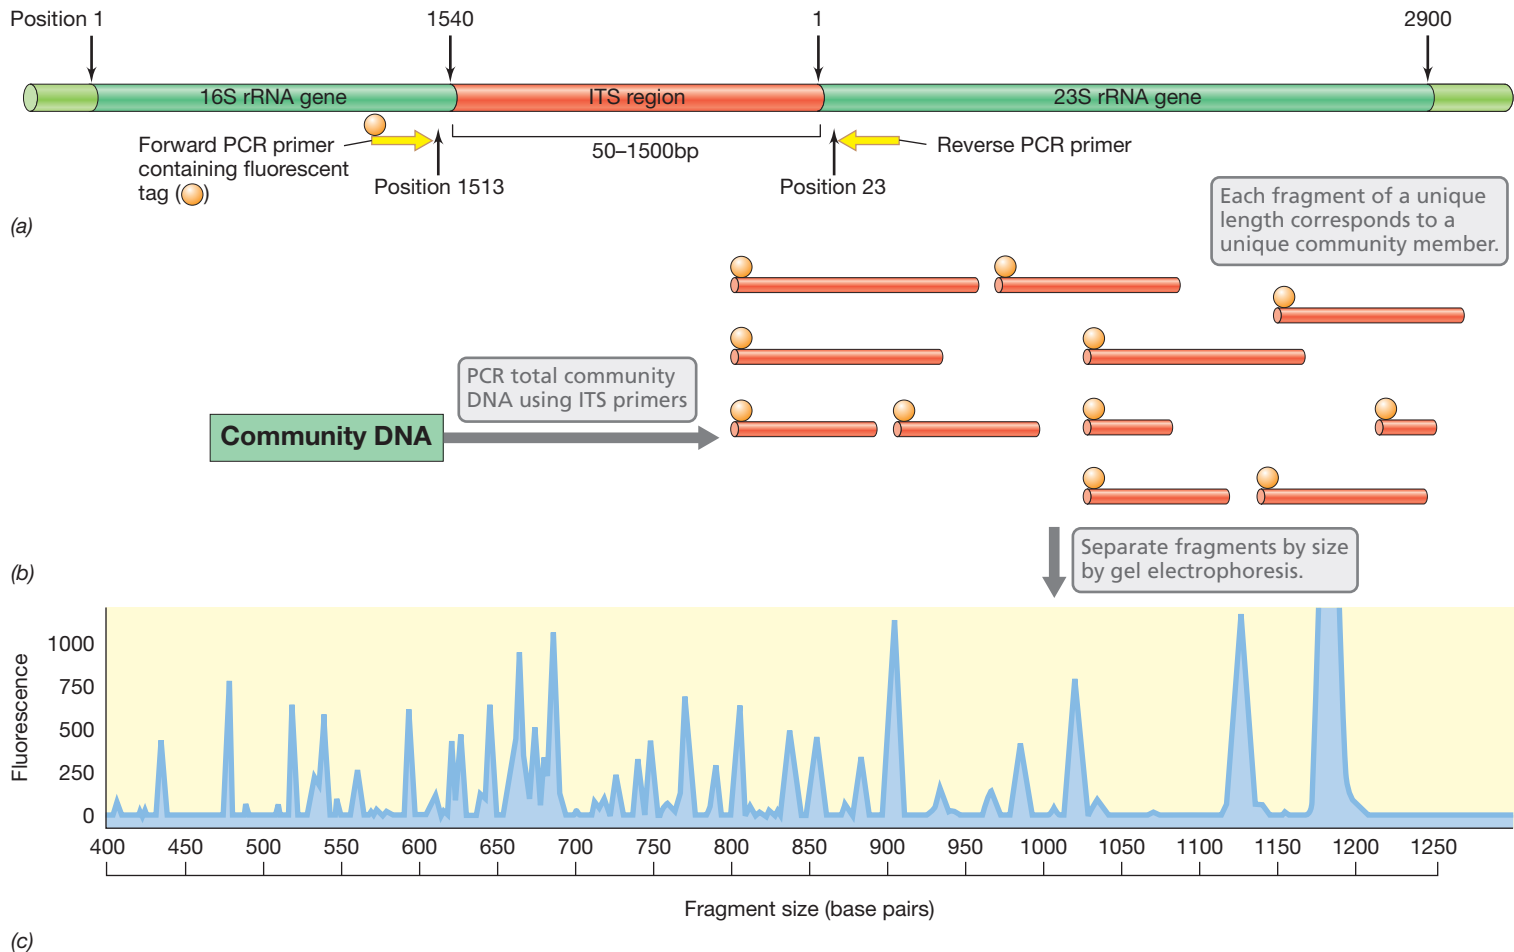 Position 1
1540
1
2900
16S rRNA gene
ITS region
23S rRNA gene
Forward PCR primer
containing fluorescent
tag ( )
Position 1513
50–1500bp
Position 23
Reverse PCR primer
(a)
Each fragment of a unique
length corresponds to a
unique community member.
PCR total community
DNA using ITS primers
Community DNA
Separate fragments by size
by gel electrophoresis.
(b)
Fluorescence
1000
750
500
250
0
400 450 500 550 600 650 700 750 800 850 900 950 1000 1050 1100 1150 1200 1250
Fragment size (base pairs)
(c)